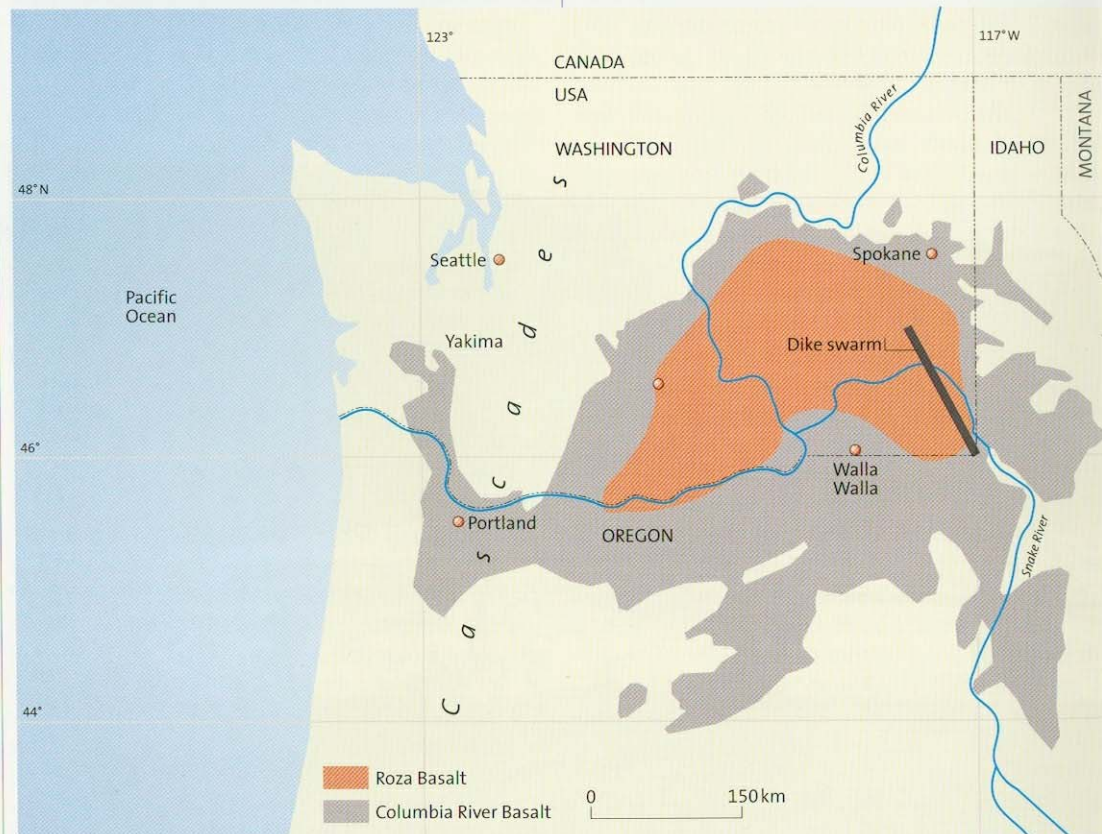 123°
117° W
CANADA
USA
WASHINGTON
Columbia River
IDAHO
MONTANA
48° N
Seattle
Spokane
Pacific
Ocean
Yakima
Dike swarm
46°
Walla
Walla
Portland
OREGON
Snake River
Cascades
44°
Roza Basalt
Columbia River Basalt
0
150 km